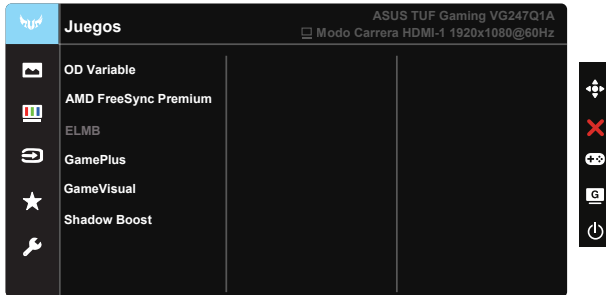 Juegos
ASUS TUF Gaming VG247Q1A
Modo Carrera HDMI-1 1920x1080@60Hz
OD Variable
AMD FreeSync Premium
ELMB
GamePlus
GameVisual
Shadow Boost
G